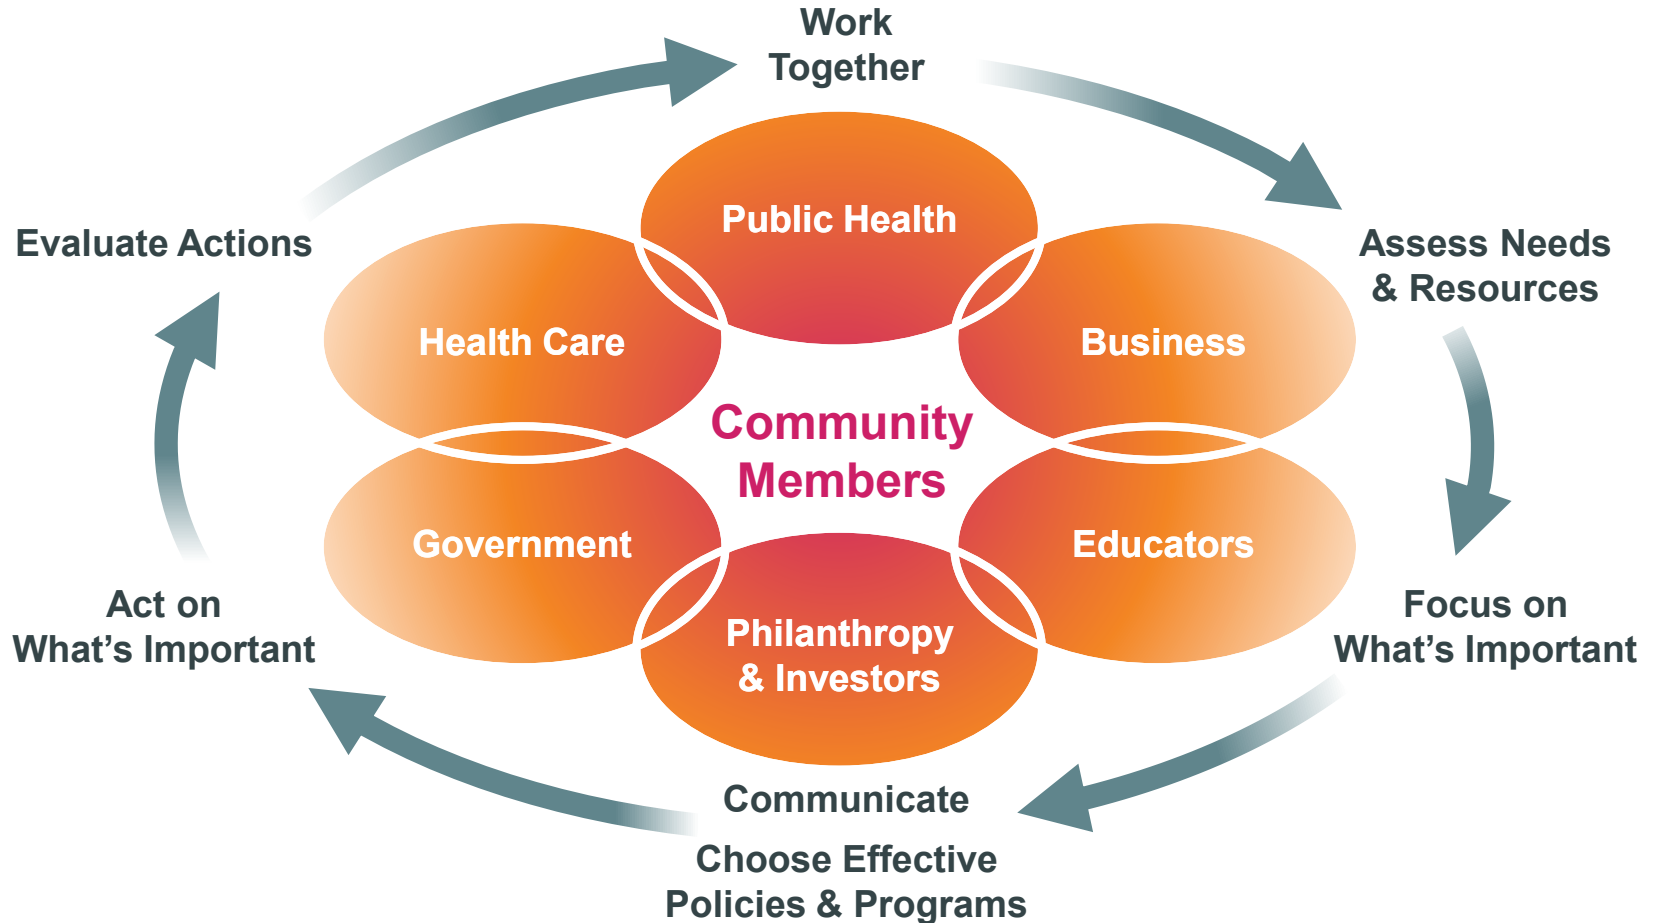 Work
Together
Public Health
Evaluate Actions
Assess Needs
& Resources
Health Care
Business
Community
Members
Government
Educators
Act on
What’s Important
Focus on
What’s Important
Philanthropy
& Investors
Communicate
Choose Effective
Policies & Programs